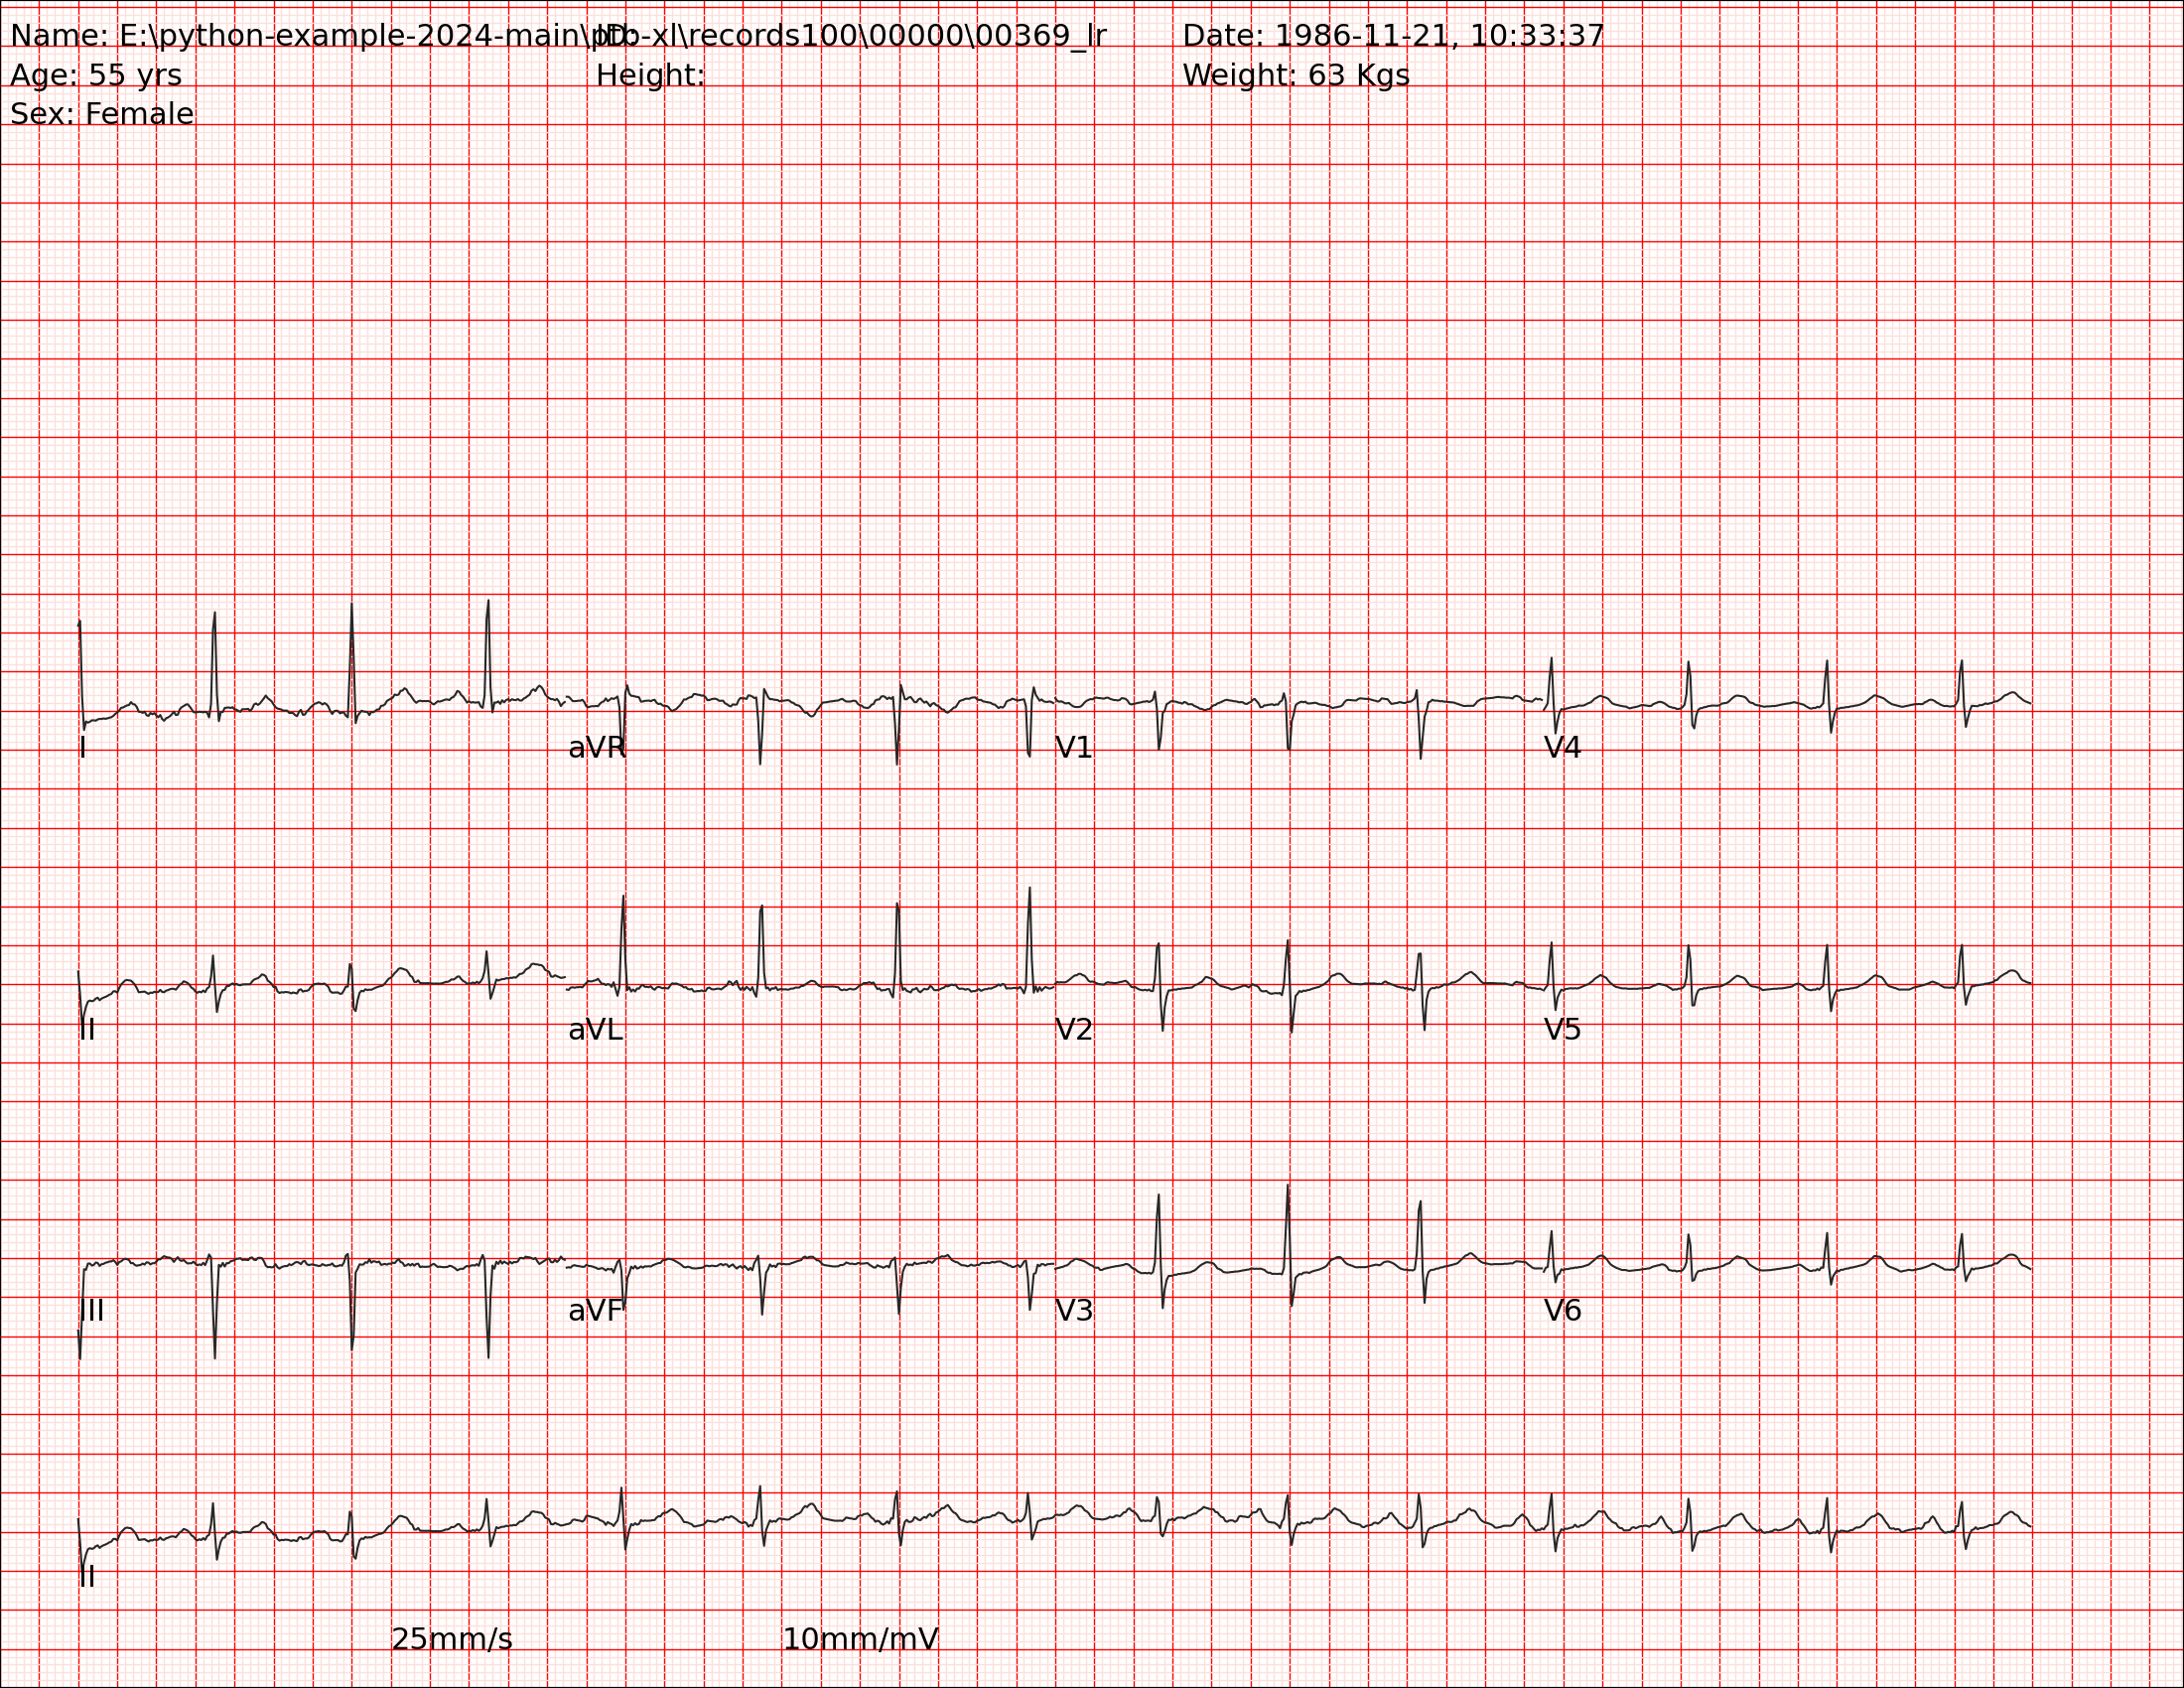 Name: E:\python-example-2024-main\ptb-xl\records100\00000\00369_lr ID: Date: 1986-11-21, 10:33:37
Age: 55 yrs Height: Weight: 63 Kgs
Sex: Female
I aVR V1 V4
II aVL V2 V5
III aVF V3 V6
II
25mm/s 10mm/mV